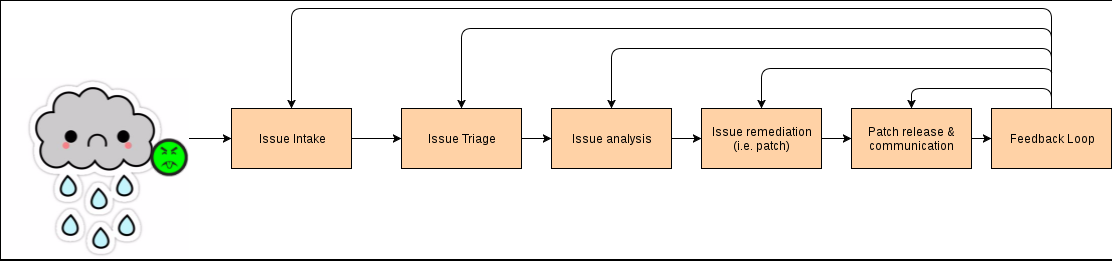 Issue Intake
Issue Triage
Issue analysis
Issue remediation
(i.e. patch)
Patch release &
communication
Feedback Loop